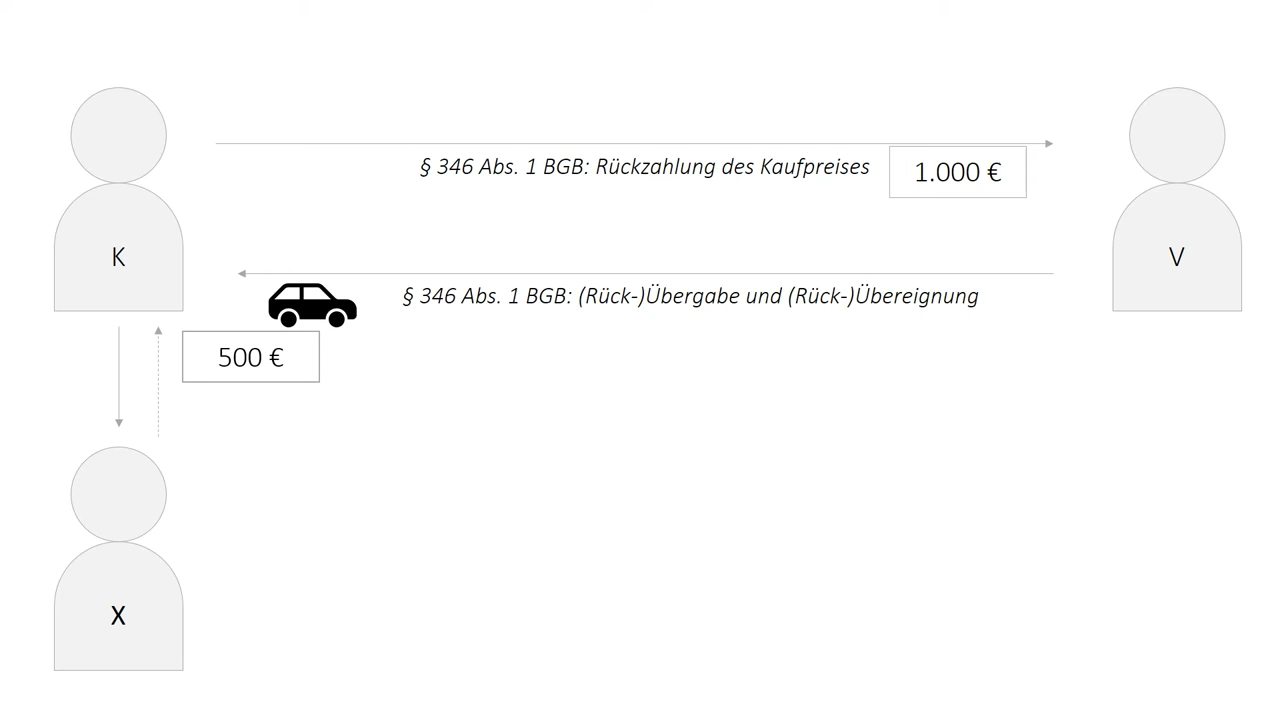 § 346 Abs. 1 BGB: Rückzahlung des Kaufpreises
1.000 €
K
V
§ 346 Abs. 1 BGB: (Rück-)Übergabe und (Rück-)Übereignung
500 €
X